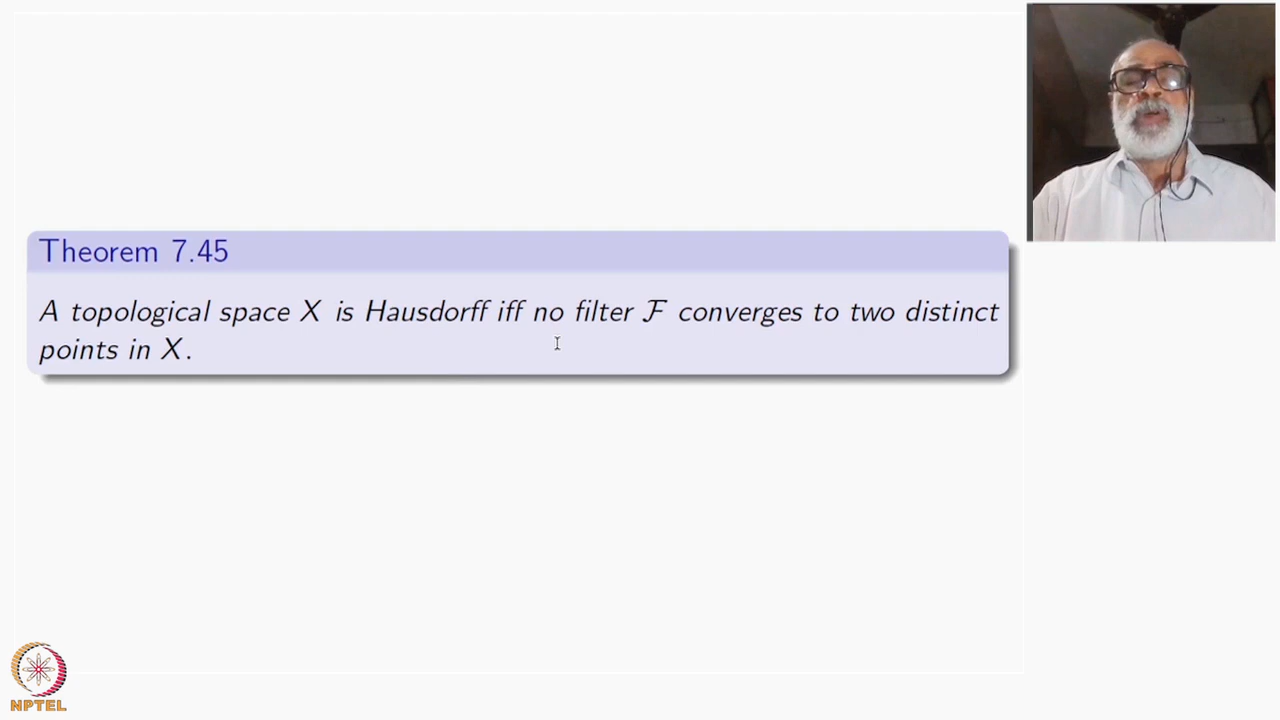 Theorem 7.45
A topological space X is Hausdorff iff no filter ℱ converges to two distinct
points in X.
NPTEL